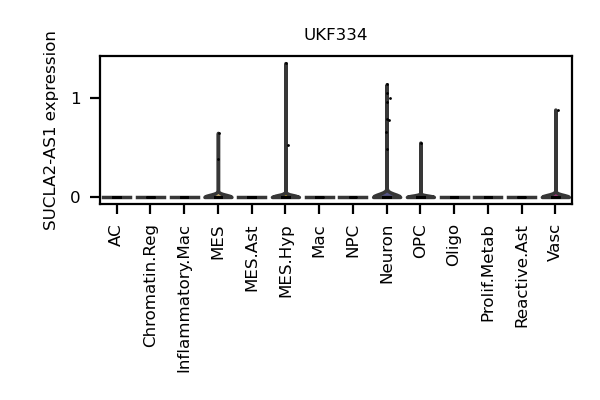 UKF334
SUCLA2-AS1 expression
1
0
AC
Chromatin.Reg
Inflammatory.Mac
MES
MES.Ast
MES.Hyp
Mac
NPC
Neuron
OPC
Oligo
Prolif.Metab
Reactive.Ast
Vasc